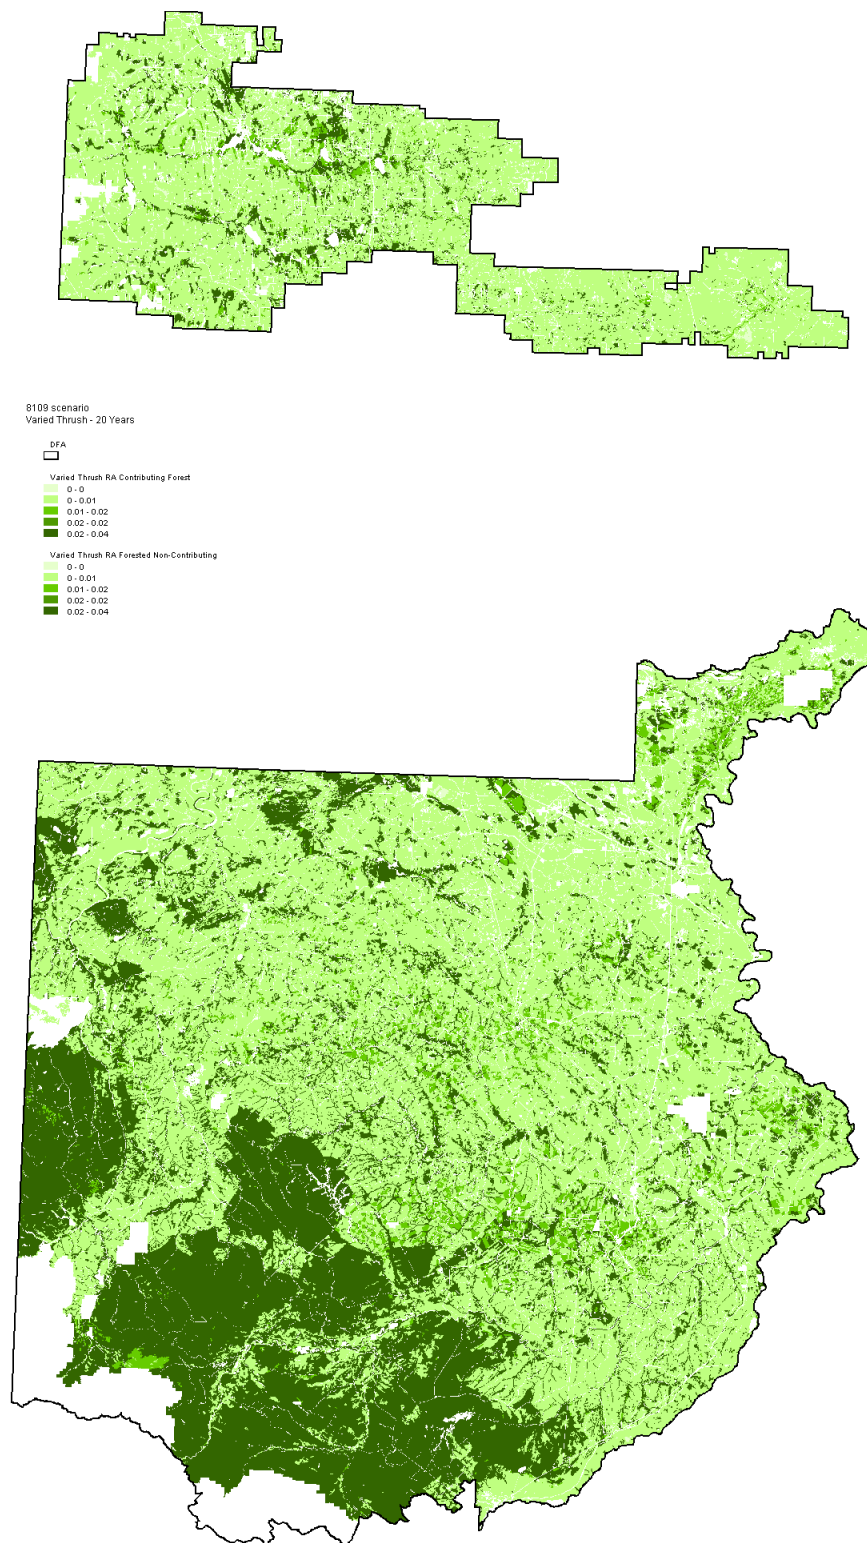 8109 scenario
Varied Thrush - 20 Years
DFA
Varied Thrush RA Contributing Forest
0 - 0
0 - 0.01
0.01 - 0.02
0.02 - 0.02
0.02 - 0.04
Varied Thrush RA Forested Non-Contributing
0 - 0
0 - 0.01
0.01 - 0.02
0.02 - 0.02
0.02 - 0.04